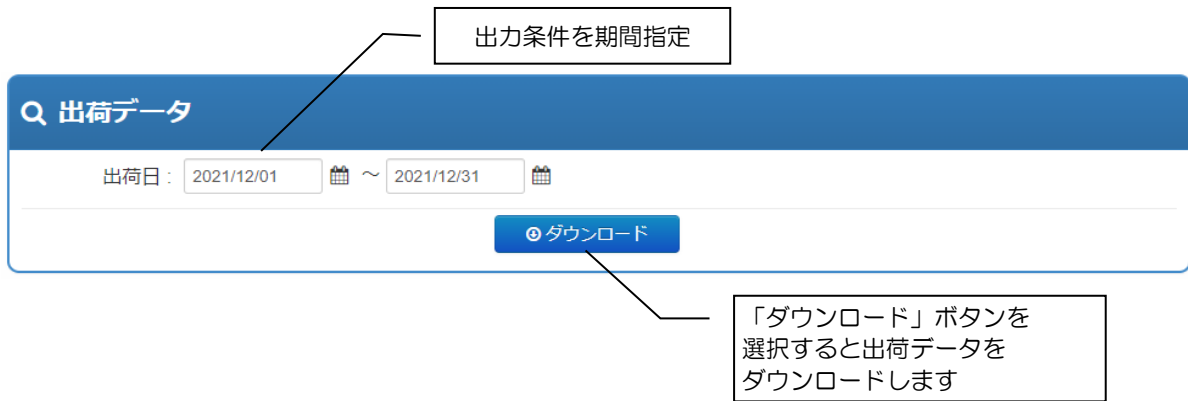 出力条件を期間指定
出荷データ
出荷日 : 2021/12/01 ～ 2021/12/31
ダウンロード
「ダウンロード」ボタンを
選択すると出荷データを
ダウンロードします